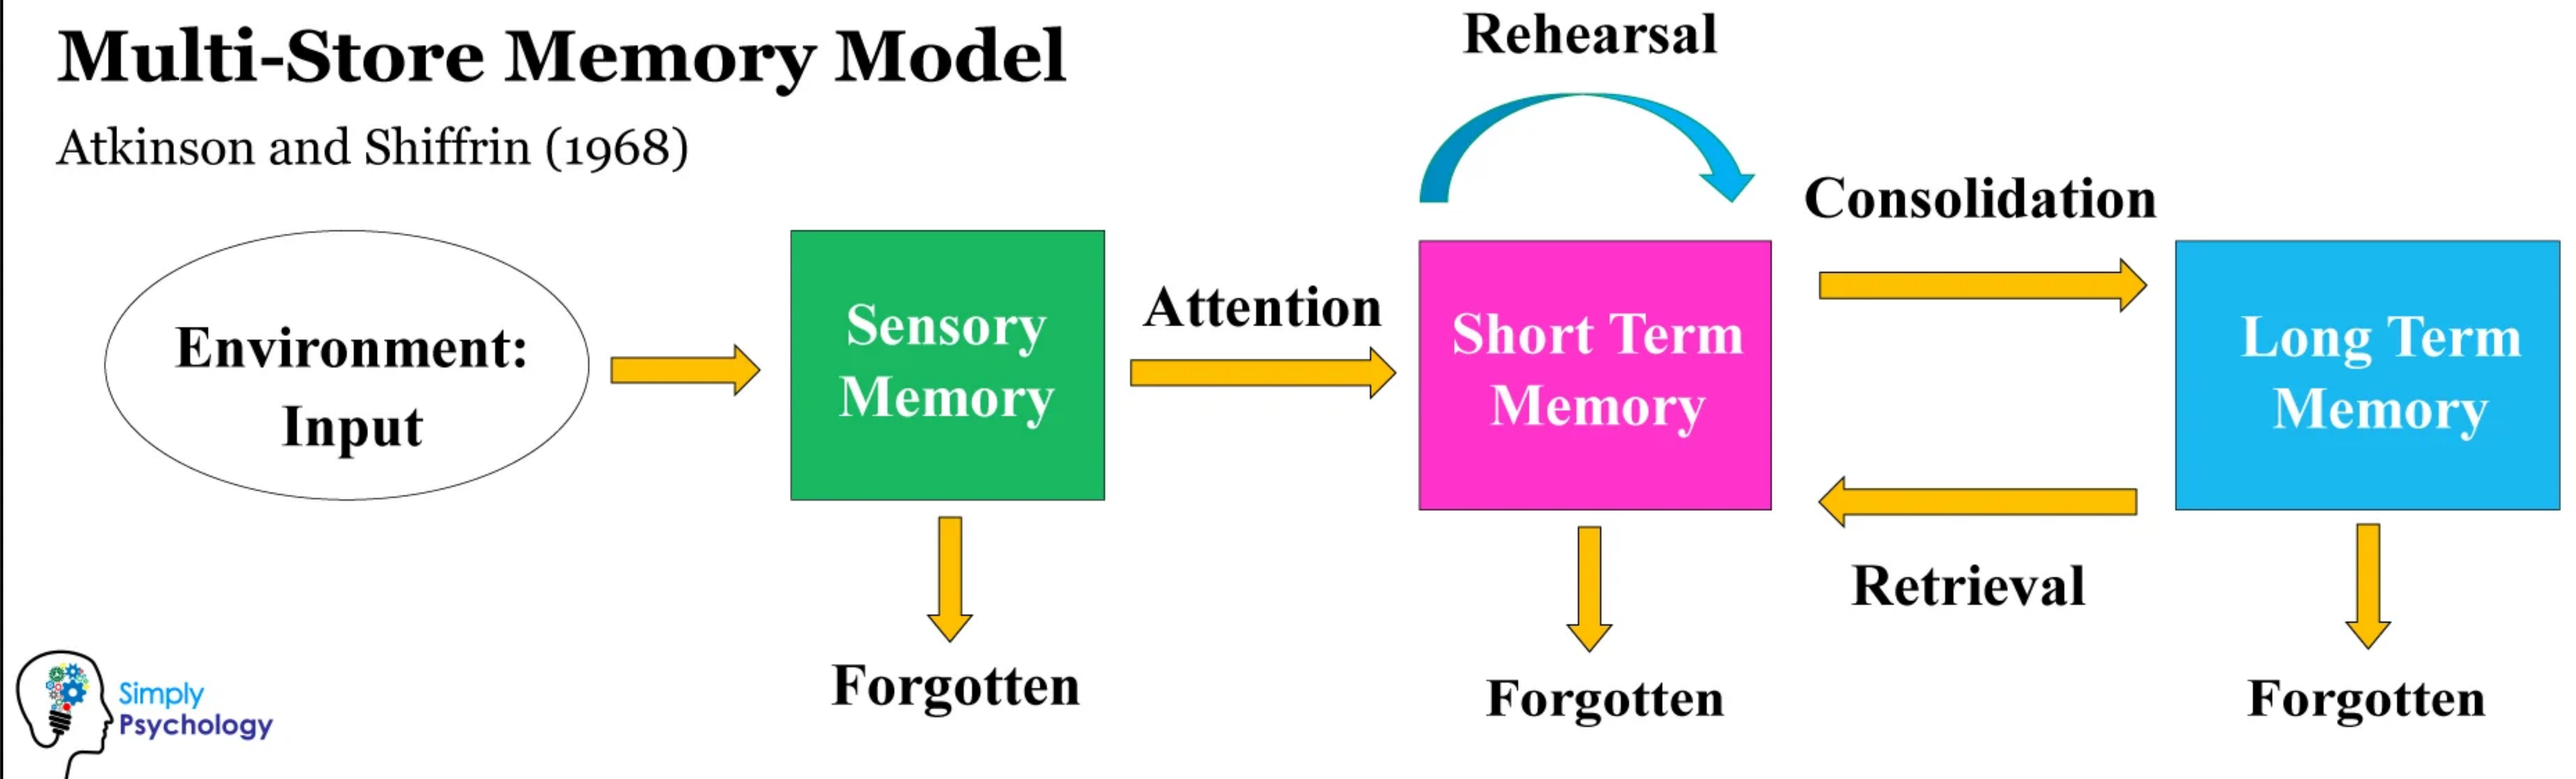 Multi-Store Memory Model
Atkinson and Shiffrin (1968)
Environment:
Input
Sensory
Memory
Forgotten
Attention
Rehearsal
Short Term
Memory
Forgotten
Consolidation
Retrieval
Long Term
Memory
Forgotten
Simply
Psychology